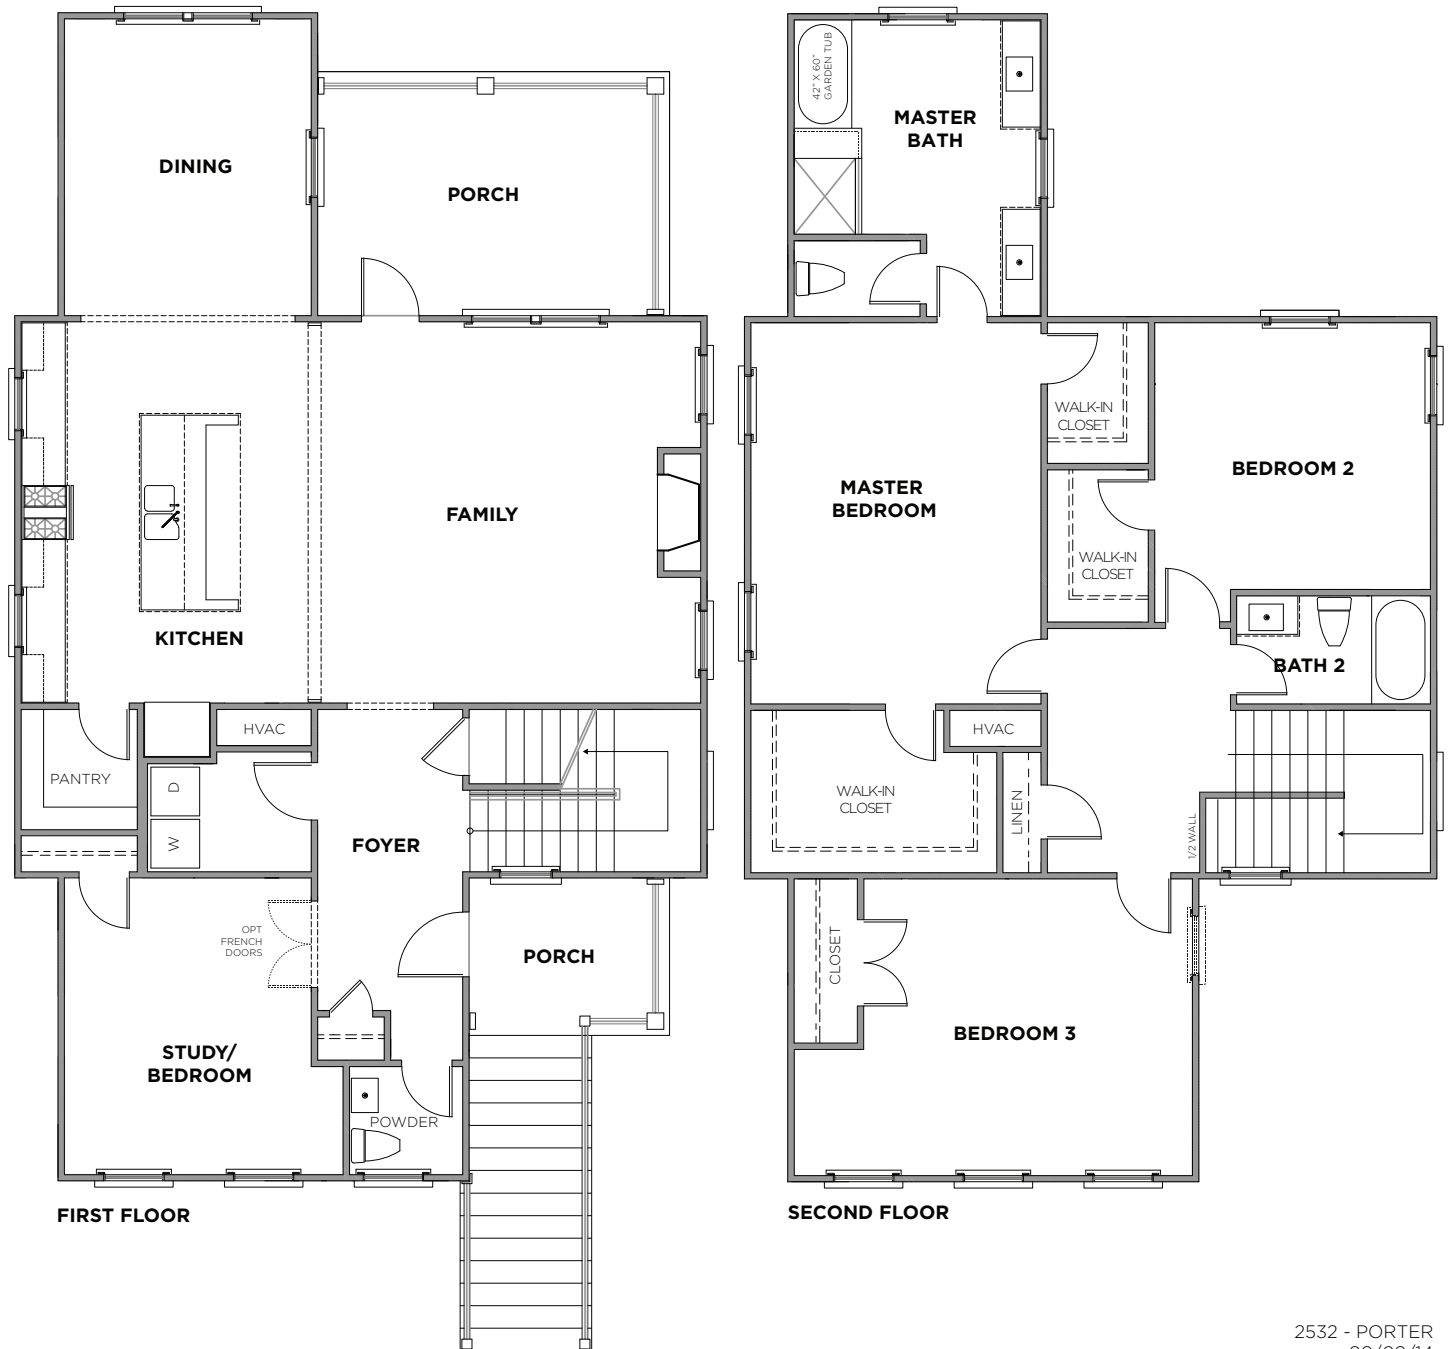 DINING
PORCH
KITCHEN
FAMILY
PANTRY
HVAC
D
W
FOYER
OPT
FRENCH
DOORS
PORCH
STUDY/
BEDROOM
POWDER
FIRST FLOOR
42" X 60"
GARDEN TUB
MASTER
BATH
WALK-IN
CLOSET
BEDROOM 2
MASTER
BEDROOM
WALK-IN
CLOSET
BATH 2
HVAC
WALK-IN
CLOSET
LINEN
1/2 WALL
CLOSET
BEDROOM 3
SECOND FLOOR
2532 - PORTER